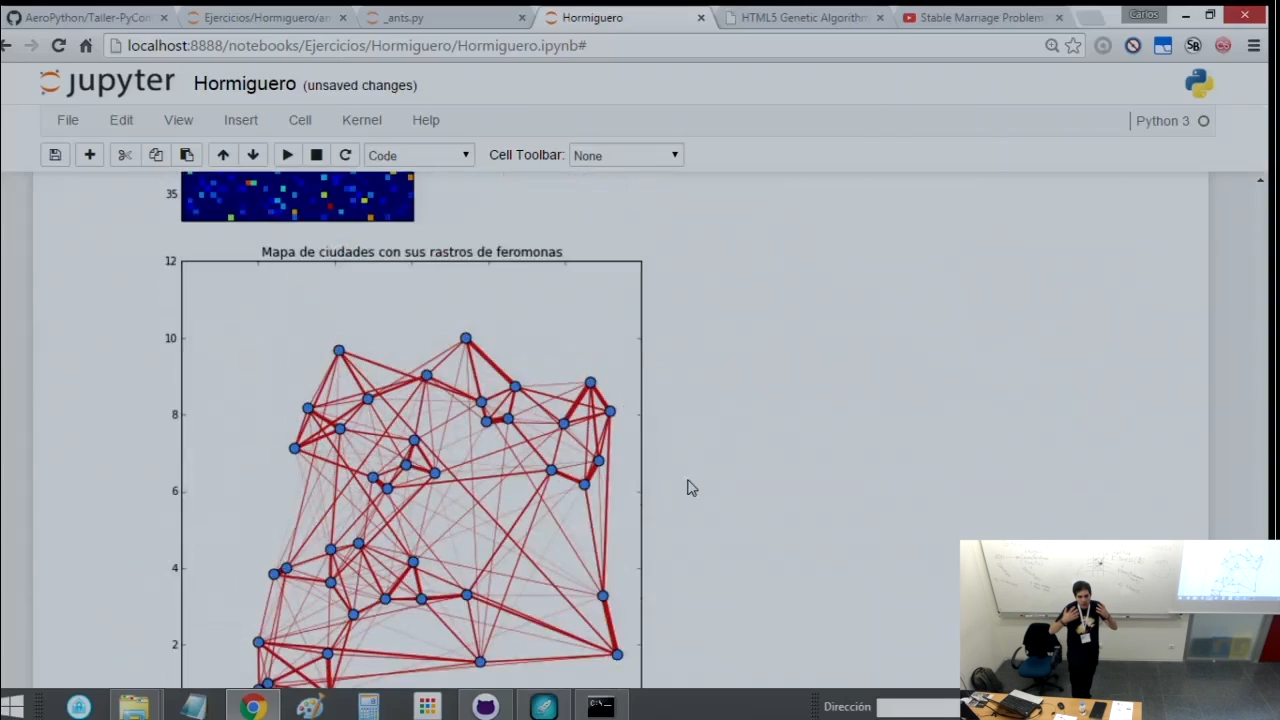 AeroPython/Taller-PyCon
Ejercicios/Hormiguero/an
_ants.py
Hormiguero
HTML5 Genetic Algorithm
Stable Marriage Problem
Carlos
localhost:8888/notebooks/Ejercicios/Hormiguero/Hormiguero.ipynb#
jupyter Hormiguero (unsaved changes)
File Edit View Insert Cell Kernel Help
Python 3
Code
Cell Toolbar: None
35
Mapa de ciudades con sus rastros de feromonas
12
10
8
6
4
2
C:\
Dirección